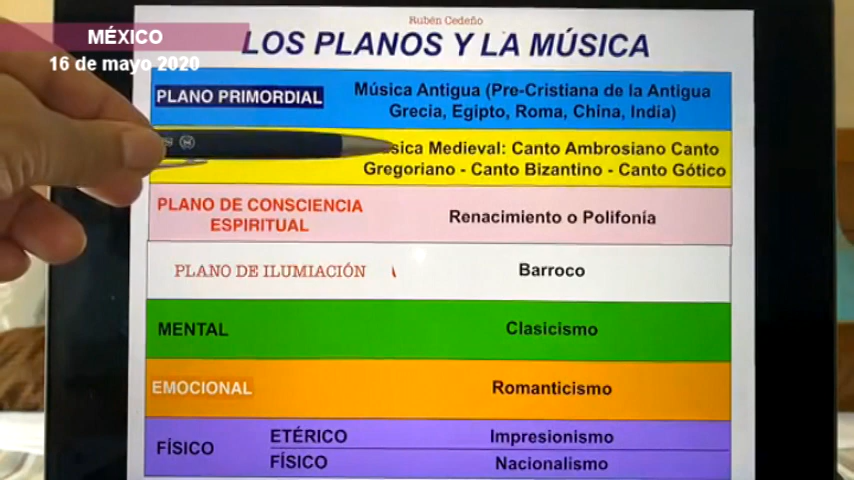 Rubén Cedeño
MÉXICO
LOS PLANOS Y LA MÚSICA
16 de mayo 2020
PLANO PRIMORDIAL
Música Antigua (Pre-Cristiana de la Antigua
Grecia, Egipto, Roma, China, India)
Medieval: Canto Ambrosiano Canto
Gregoriano - Canto Bizantino - Canto Gótico
PLANO DE CONSCIENCIA
ESPIRITUAL
Renacimiento o Polifonía
PLANO DE ILUMIACIÓN
Barroco
MENTAL
Clasicismo
EMOCIONAL
Romanticismo
FÍSICO
ETÉRICO
Impresionismo
FÍSICO
Nacionalismo